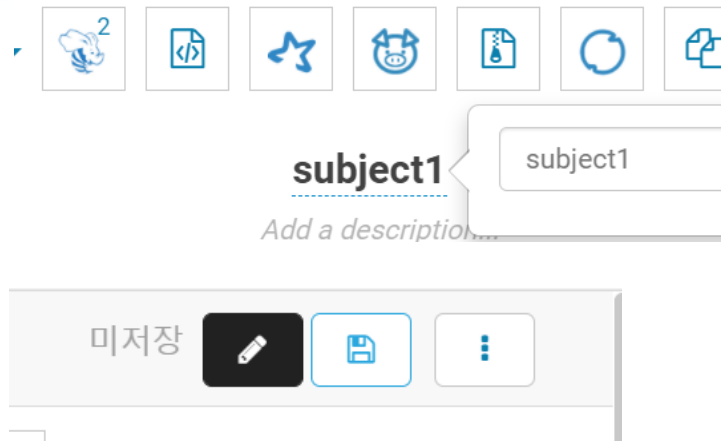 2
</>
subject1
subject1
Add a description...
미저장